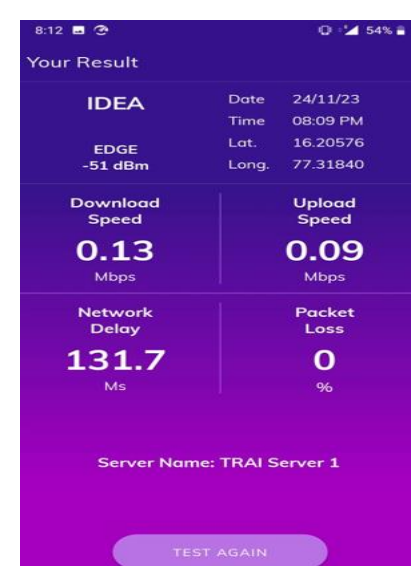 8:12 54%
Your Result
IDEA
EDGE
-51 dBm
Date 24/11/23
Time 08:09 PM
Lat. 16.20576
Long. 77.31840
Download
Speed
0.13
Mbps
Upload
Speed
0.09
Mbps
Network
Delay
131.7
Ms
Packet
Loss
0
%
Server Name: TRAI Server 1
TEST AGAIN